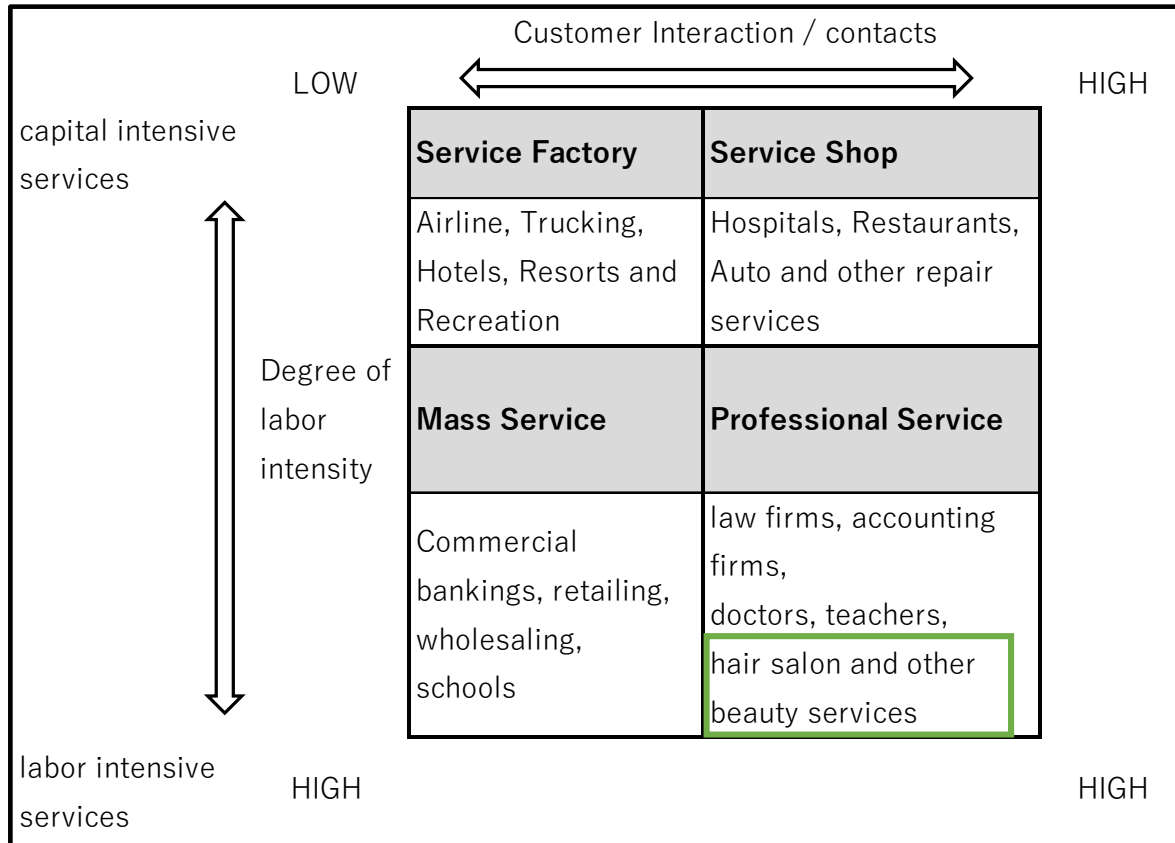 Customer Interaction / contacts
LOW
HIGH
capital intensive
services
Service Factory
Service Shop
Airline, Trucking,
Hotels, Resorts and
Recreation
Hospitals, Restaurants,
Auto and other repair
services
Degree of
labor
intensity
Mass Service
Professional Service
Commercial
bankings, retailing,
wholesaling,
schools
law firms, accounting
firms,
doctors, teachers,
hair salon and other
beauty services
labor intensive
services
HIGH
HIGH